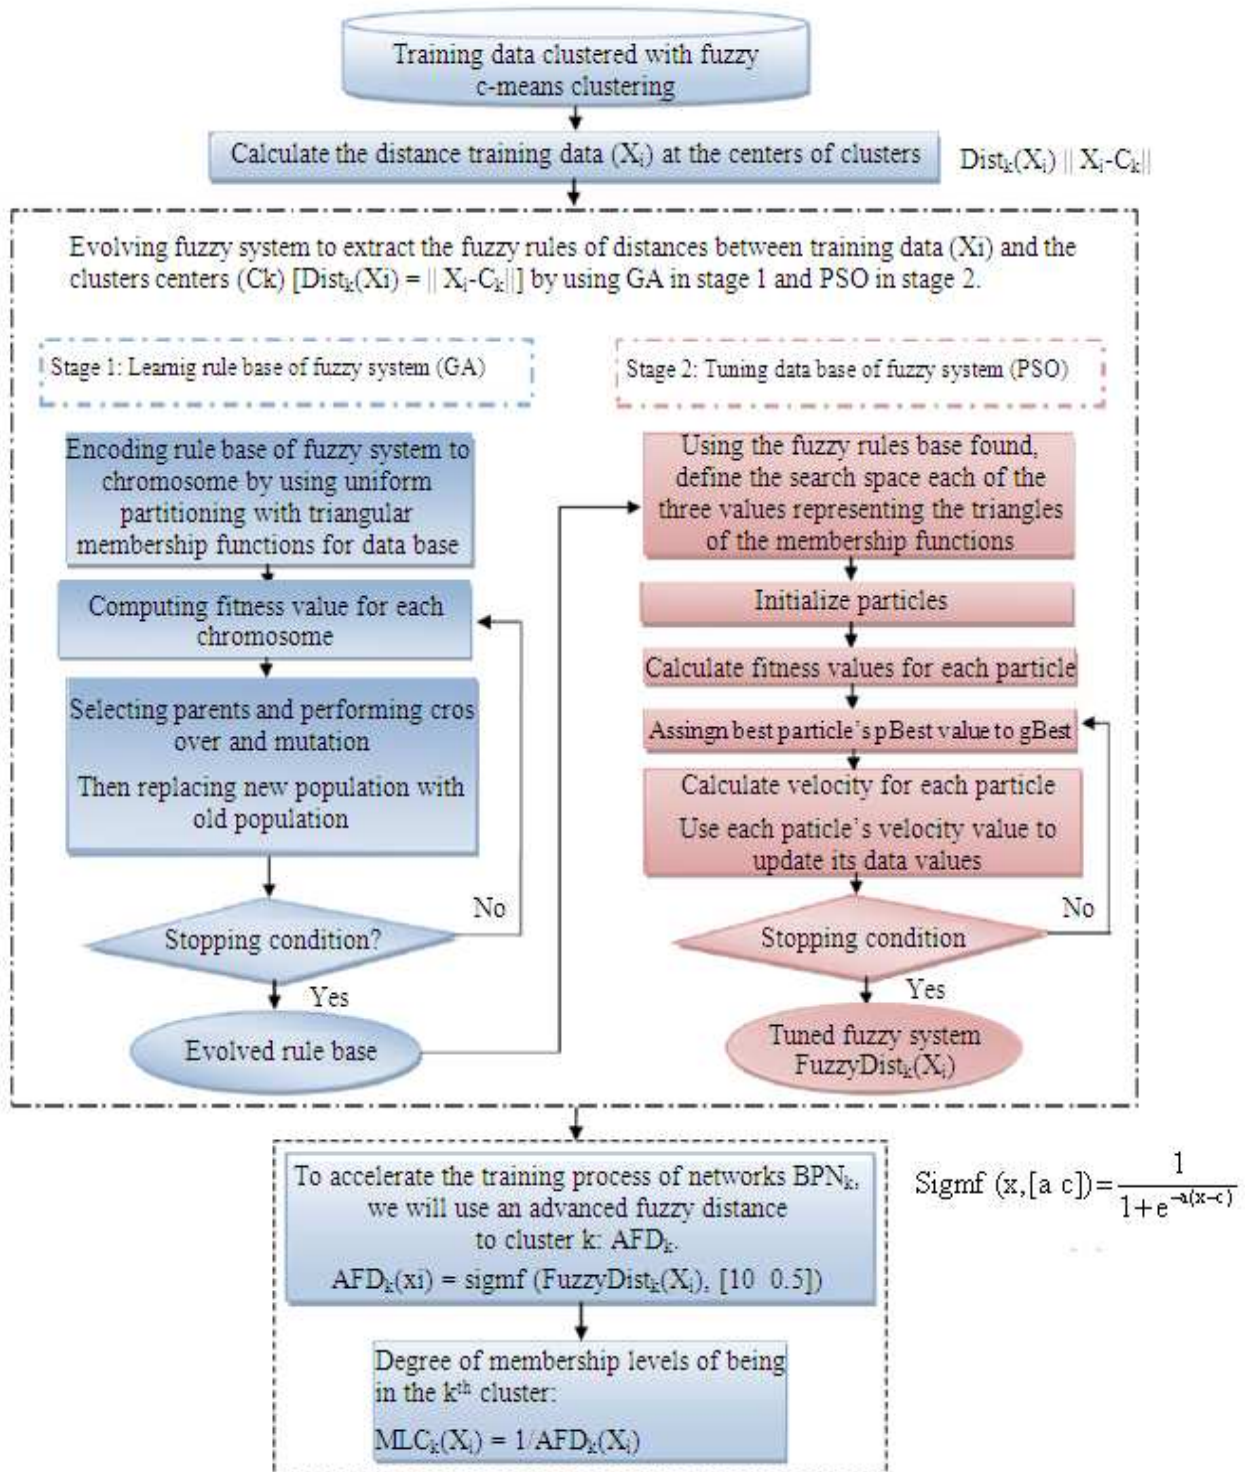 Training data clustered with fuzzy
c-means clustering
Calculate the distance training data (Xᵢ) at the centers of clusters
Distₖ(Xᵢ) || Xᵢ-Cₖ||
Evolving fuzzy system to extract the fuzzy rules of distances between training data (Xi) and the
clusters centers (Ck) [Distₖ(Xi) = || Xᵢ-Cₖ||] by using GA in stage 1 and PSO in stage 2.
Stage 1: Learnig rule base of fuzzy system (GA)
Encoding rule base of fuzzy system to
chromosome by using uniform
partitioning with triangular
membership functions for data base
Computing fitness value for each
chromosome
Selecting parents and performing cros
over and mutation
Then replacing new population with
old population
No
Stopping condition?
Yes
Evolved rule base
Stage 2: Tuning data base of fuzzy system (PSO)
Using the fuzzy rules base found,
define the search space each of the
three values representing the triangles
of the membership functions
Initialize particles
Calculate fitness values for each particle
Assingn best particle's pBest value to gBest
Calculate velocity for each particle
Use each paticle's velocity value to
update its data values
No
Stopping condition
Yes
Tuned fuzzy system
FuzzyDistₖ(Xᵢ)
To accelerate the training process of networks BPNₖ,
we will use an advanced fuzzy distance
to cluster k: AFDₖ.
AFDₖ(xi) = sigmf (FuzzyDistₖ(Xᵢ), [10 0.5])
Sigmf (x,[a c])= 1 / 1+e^-a(x-c)
Degree of membership levels of being
in the kᵗʰ cluster:
MLCₖ(Xᵢ) = 1/AFDₖ(Xᵢ)